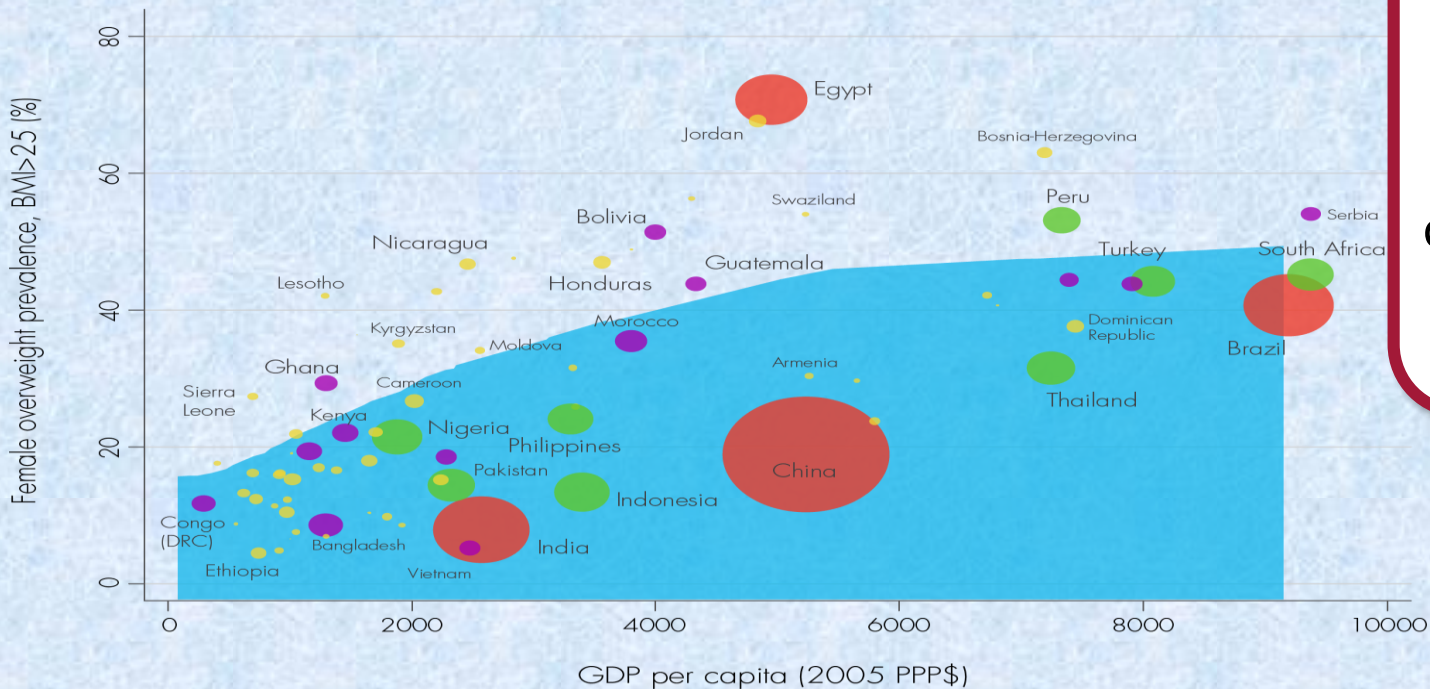 80
60
40
20
0
Female overweight prevalence, BMI>25 (%)
Egypt
Jordan
Bosnia-Herzegovina
Swaziland
Peru
Serbia
Bolivia
Nicaragua
Turkey
South Africa
Guatemala
Lesotho
Honduras
Morocco
Dominican
Republic
Kyrgyzstan
Moldova
Brazil
Armenia
Ghana
Cameroon
Sierra
Leone
Thailand
Kenya
Nigeria
Philippines
Pakistan
China
Indonesia
Congo
(DRC)
Bangladesh
India
Ethiopia
Vietnam
0 2000 4000 6000 8000 10000
GDP per capita (2005 PPP$)